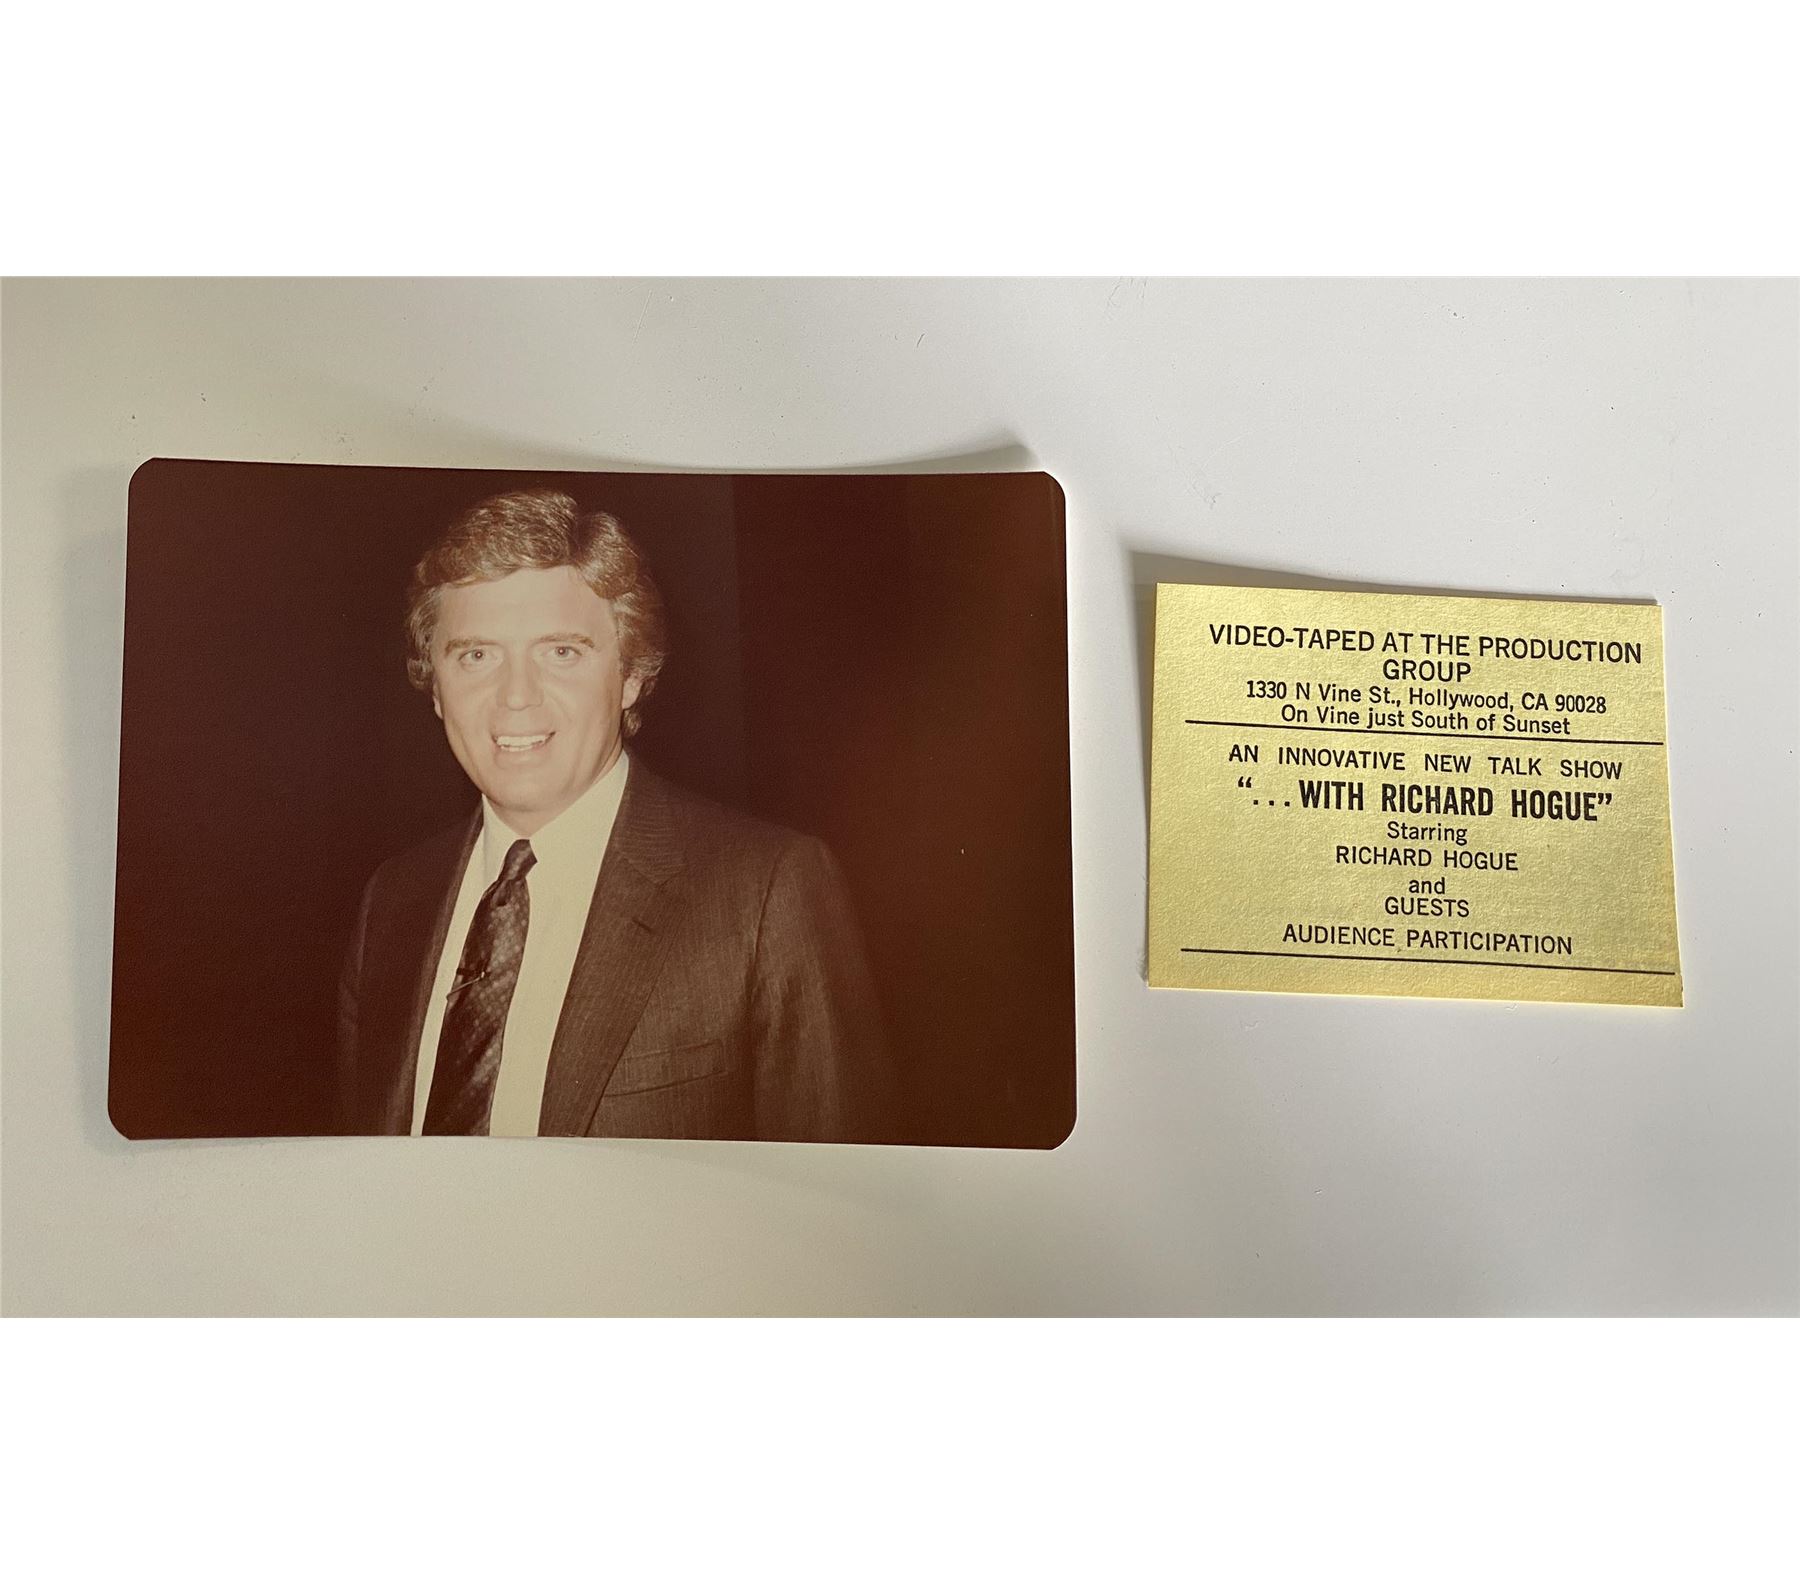 VIDEO-TAPED AT THE PRODUCTION
GROUP
1330 N Vine St., Hollywood, CA 90028
On Vine just South of Sunset
AN INNOVATIVE NEW TALK SHOW
“...WITH RICHARD HOGUE”
Starring
RICHARD HOGUE
and
GUESTS
AUDIENCE PARTICIPATION